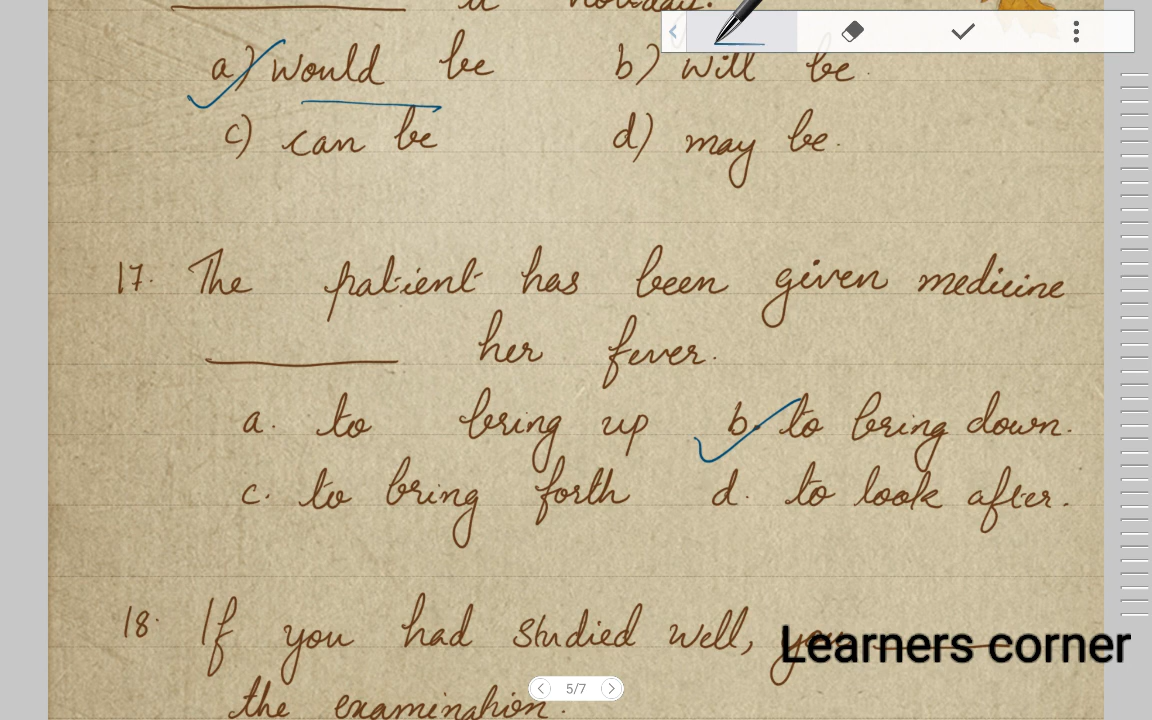 a) would be b) will be.
c) can be d) may be.
17. The patient has been given medicine
her fever.
a. to bring up b. to bring down.
c. to bring forth d. to look after.
18. If you had studied well, you
Learners corner
the examination.
5/7